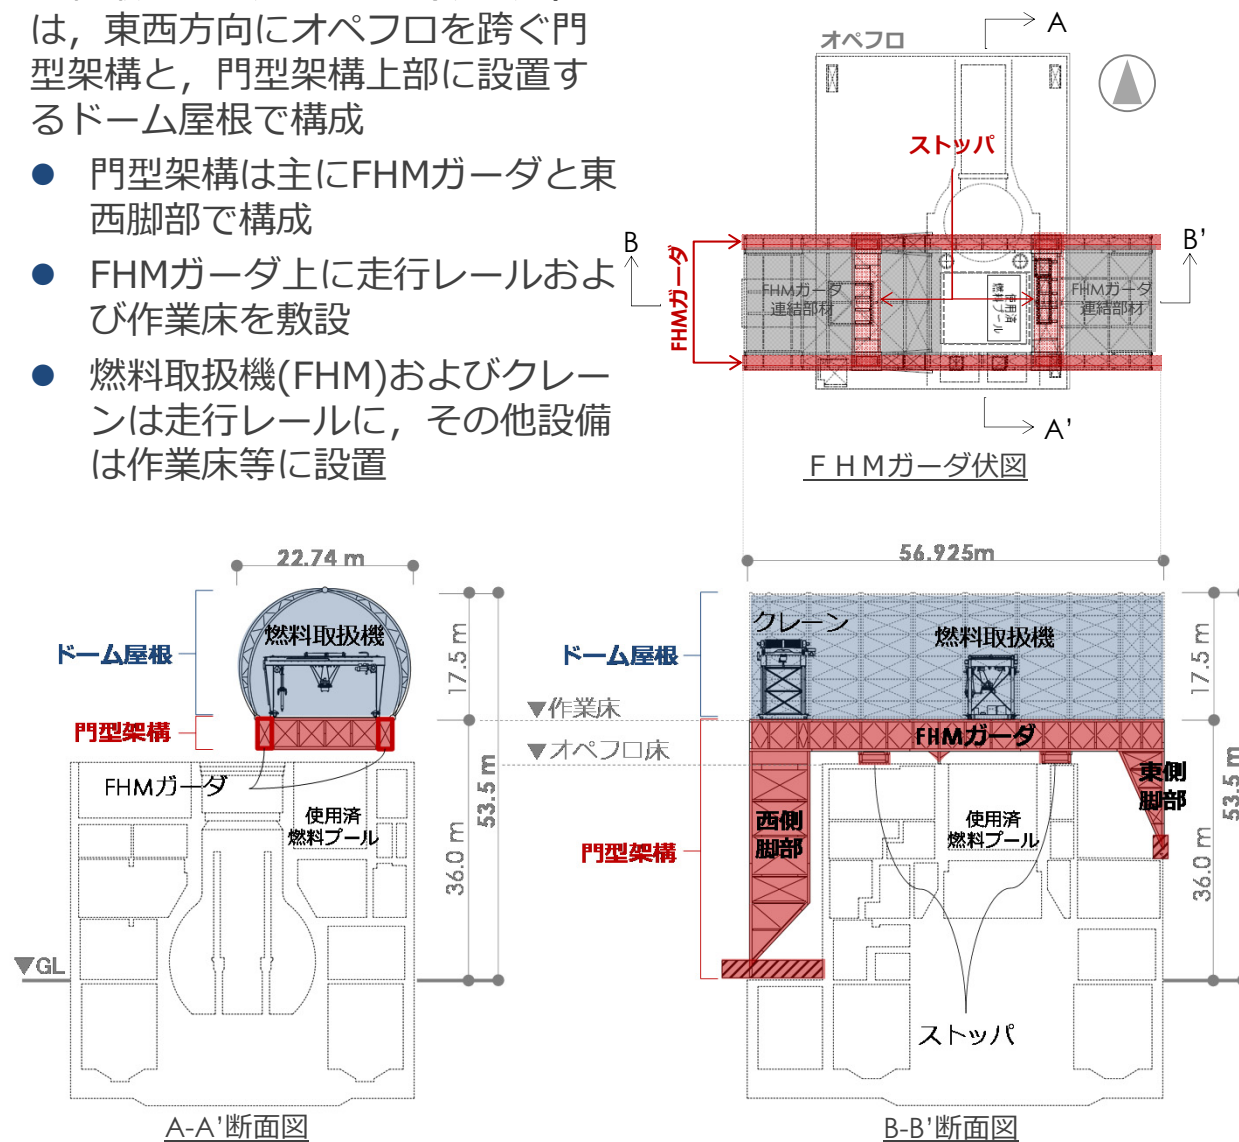 は，東西方向にオペフロを跨ぐ門
型架構と，門型架構上部に設置す
るドーム屋根で構成
● 門型架構は主にFHMガーダと東
西脚部で構成
● FHMガーダ上に走行レールおよ
び作業床を敷設
● 燃料取扱機(FHM)およびクレー
ンは走行レールに，その他設備
は作業床等に設置
A
オペフロ
ストッパ
B
B’
FHMガーダ
FHMガーダ
連結部材
使用済
燃料プール
FHMガーダ
連結部材
A’
ＦＨＭガーダ伏図
22.74 m
燃料取扱機
ドーム屋根
17.5 m
門型架構
FHMガーダ
使用済
燃料プール
53.5 m
36.0 m
▼GL
A-A’断面図
56.925m
クレーン
燃料取扱機
ドーム屋根
17.5 m
▼作業床
FHMガーダ
▼オペフロ床
東側
脚部
西側
脚部
使用済
燃料プール
門型架構
53.5 m
36.0 m
ストッパ
B-B’断面図